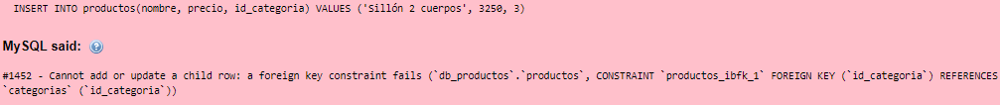 INSERT INTO productos(nombre, precio, id_categoria) VALUES ('Sillón 2 cuerpos', 3250, 3)
MySQL said:
#1452 - Cannot add or update a child row: a foreign key constraint fails (`db_productos`.`productos`, CONSTRAINT `productos_ibfk_1` FOREIGN KEY (`id_categoria`) REFERENCES
`categorias` (`id_categoria`))